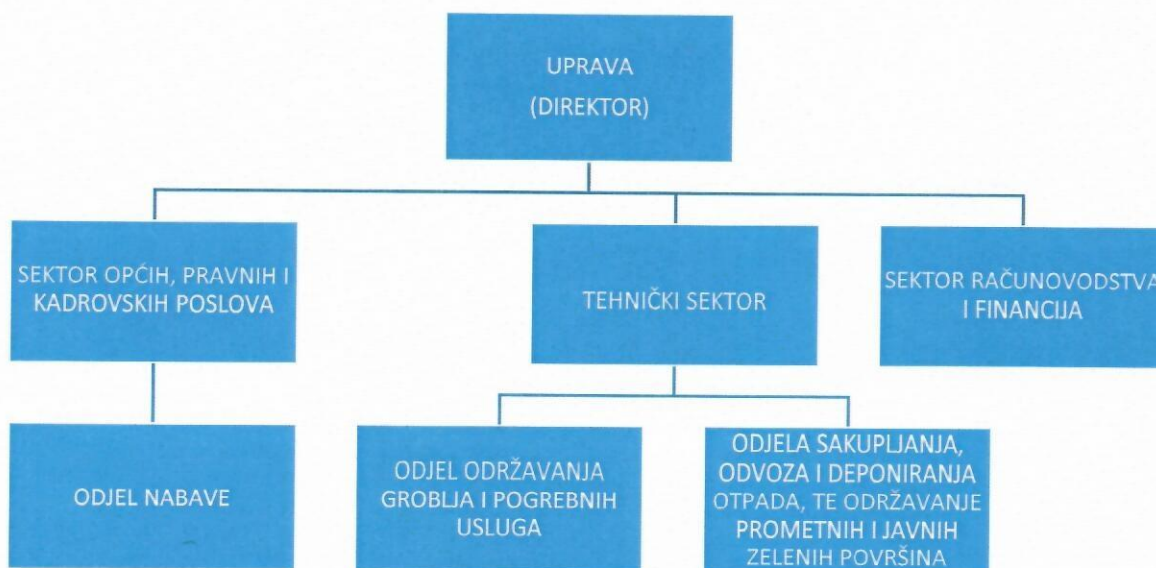 UPRAVA
(DIREKTOR)
SEKTOR OPĆIH, PRAVNIH I
KADROVSKIH POSLOVA
TEHNIČKI SEKTOR
SEKTOR RAČUNOVODSTVA
I FINANCIJA
ODJEL NABAVE
ODJEL ODRŽAVANJA
GROBLJA I POGREBNIH
USLUGA
ODJELA SAKUPLJANJA,
ODVOZA I DEPONIRANJA
OTPADA, TE ODRŽAVANJE
PROMETNIH I JAVNIH
ZELENIH POVRŠINA